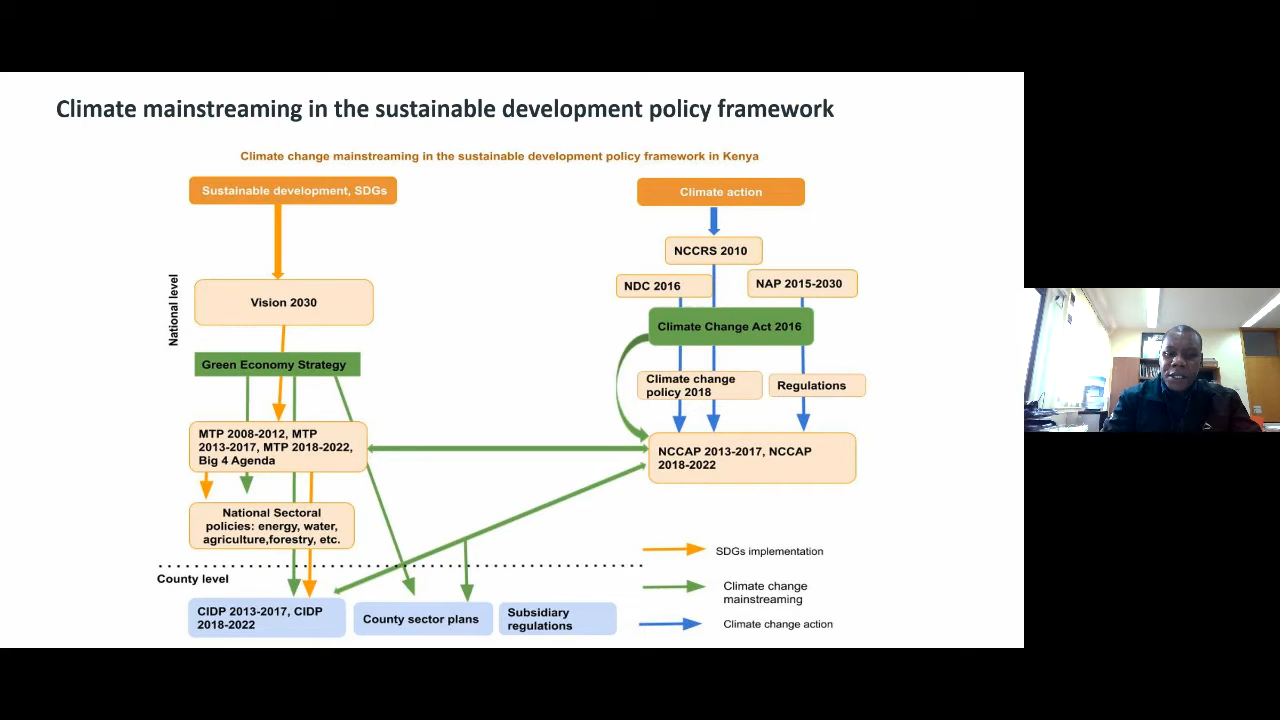 Climate mainstreaming in the sustainable development policy framework
Climate change mainstreaming in the sustainable development policy framework in Kenya
Sustainable development, SDGs
Climate action
NCCRS 2010
NDC 2016
NAP 2015-2030
National level
Vision 2030
Climate Change Act 2016
Green Economy Strategy
Climate change
policy 2018
Regulations
MTP 2008-2012, MTP
2013-2017, MTP 2018-2022,
Big 4 Agenda
NCCAP 2013-2017, NCCAP
2018-2022
National Sectoral
policies: energy, water,
agriculture,forestry, etc.
SDGs implementation
County level
Climate change
mainstreaming
CIDP 2013-2017, CIDP
2018-2022
County sector plans
Subsidiary
regulations
Climate change action